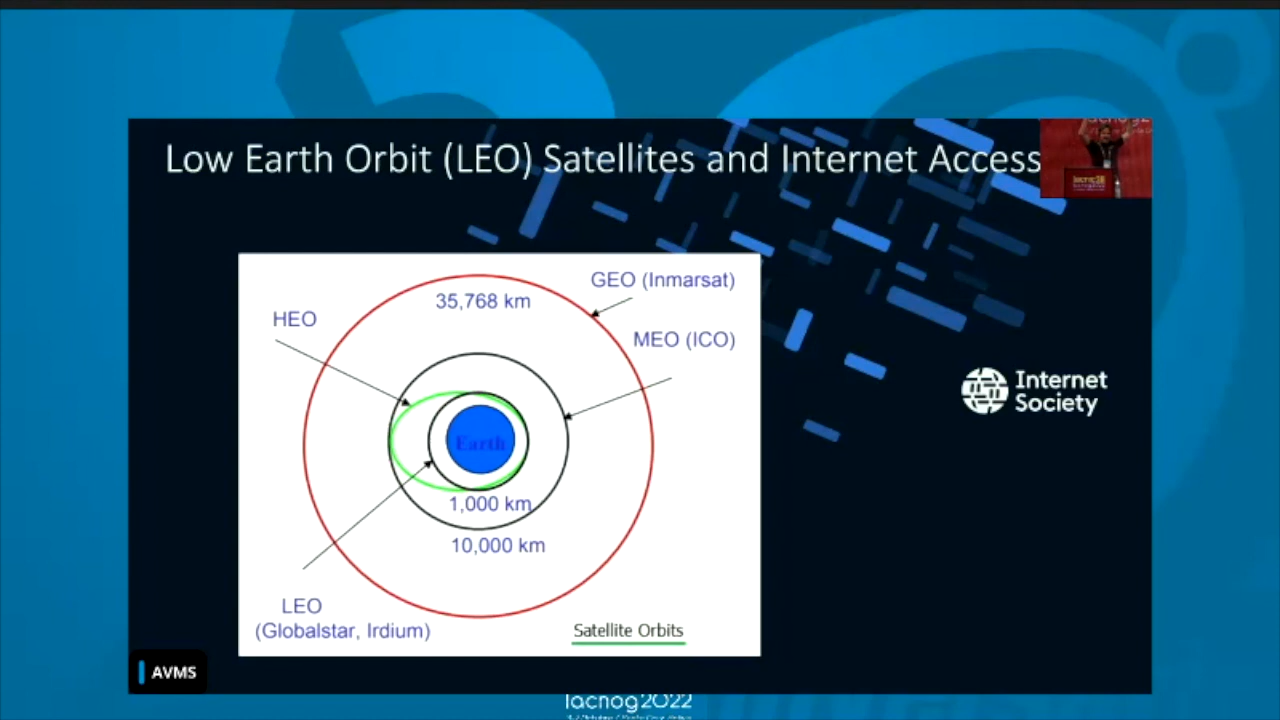 Low Earth Orbit (LEO) Satellites and Internet Access
GEO (Inmarsat)
35,768 km
HEO
MEO (ICO)
Earth
1,000 km
10,000 km
LEO
(Globalstar, Irdium)
Satellite Orbits
Internet
Society
AVMS
lacnog2022